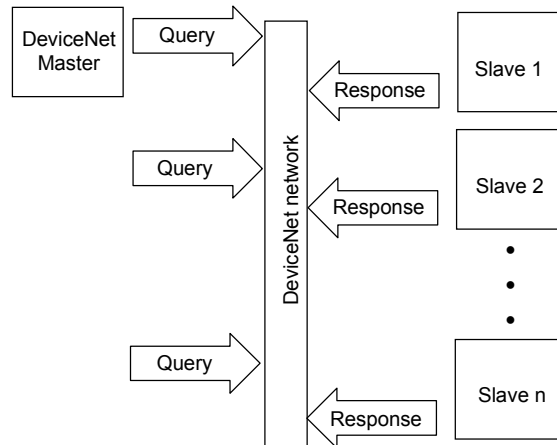 DeviceNet
Master
Query
Slave 1
Response
Query
Slave 2
Response
DeviceNet network
Query
Slave n
Response